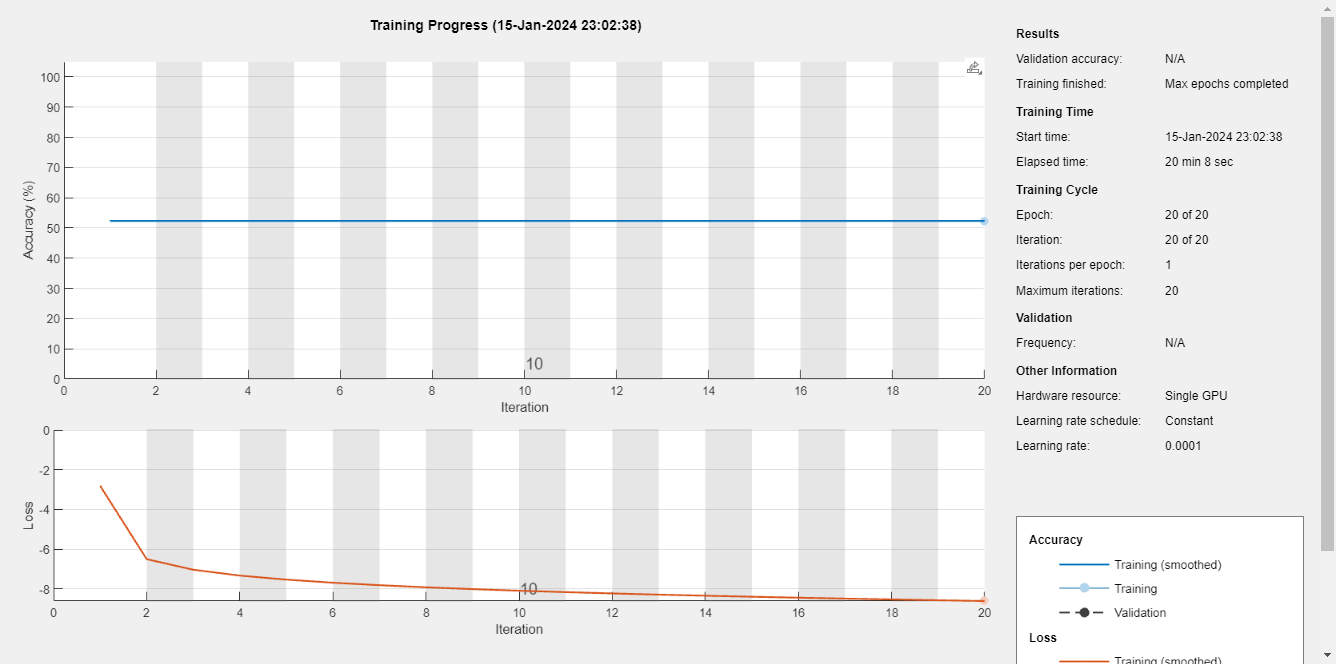 Training Progress (15-Jan-2024 23:02:38)
100
90
80
70
60
50
40
30
20
10
0
Accuracy (%)
10
0 2 4 6 8 10 12 14 16 18 20
Iteration
0
-2
-4
-6
-8
Loss
10
0 2 4 6 8 10 12 14 16 18 20
Iteration
Results
Validation accuracy: N/A
Training finished: Max epochs completed
Training Time
Start time: 15-Jan-2024 23:02:38
Elapsed time: 20 min 8 sec
Training Cycle
Epoch: 20 of 20
Iteration: 20 of 20
Iterations per epoch: 1
Maximum iterations: 20
Validation
Frequency: N/A
Other Information
Hardware resource: Single GPU
Learning rate schedule: Constant
Learning rate: 0.0001
Accuracy
Training (smoothed)
Training
Validation
Loss
Training (smoothed)